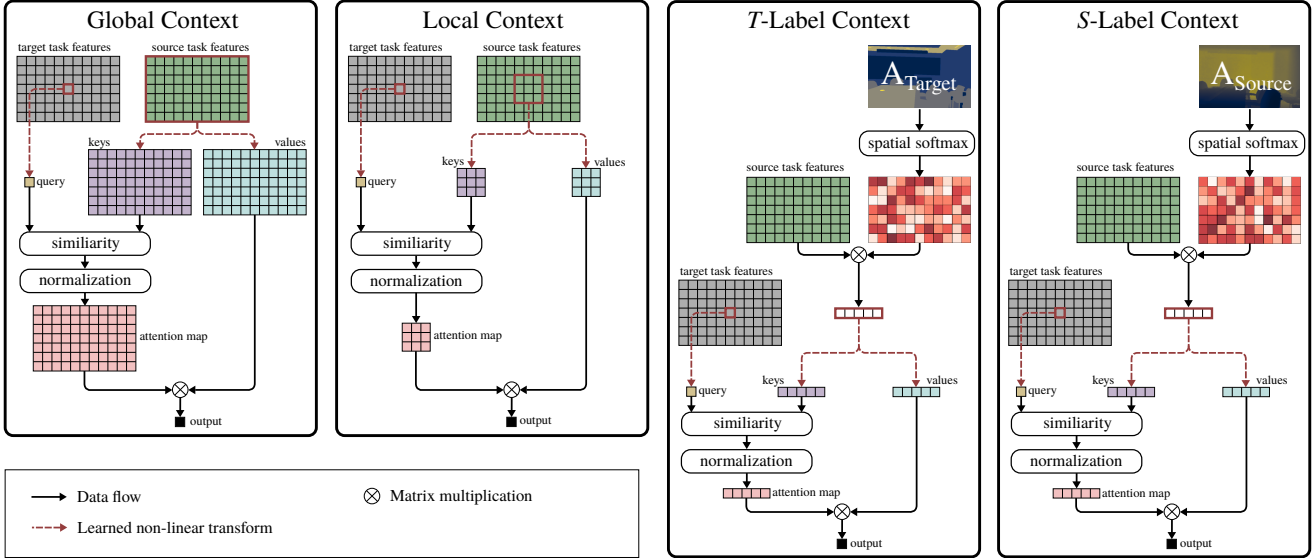 Global Context
target task features
source task features
keys
values
query
similiarity
normalization
attention map
output
Local Context
target task features
source task features
keys
values
query
similiarity
normalization
attention map
output
T-Label Context
A Target
spatial softmax
source task features
target task features
query
keys
values
similiarity
normalization
attention map
output
S-Label Context
A Source
spatial softmax
source task features
target task features
query
keys
values
similiarity
normalization
attention map
output
Data flow
Matrix multiplication
Learned non-linear transform